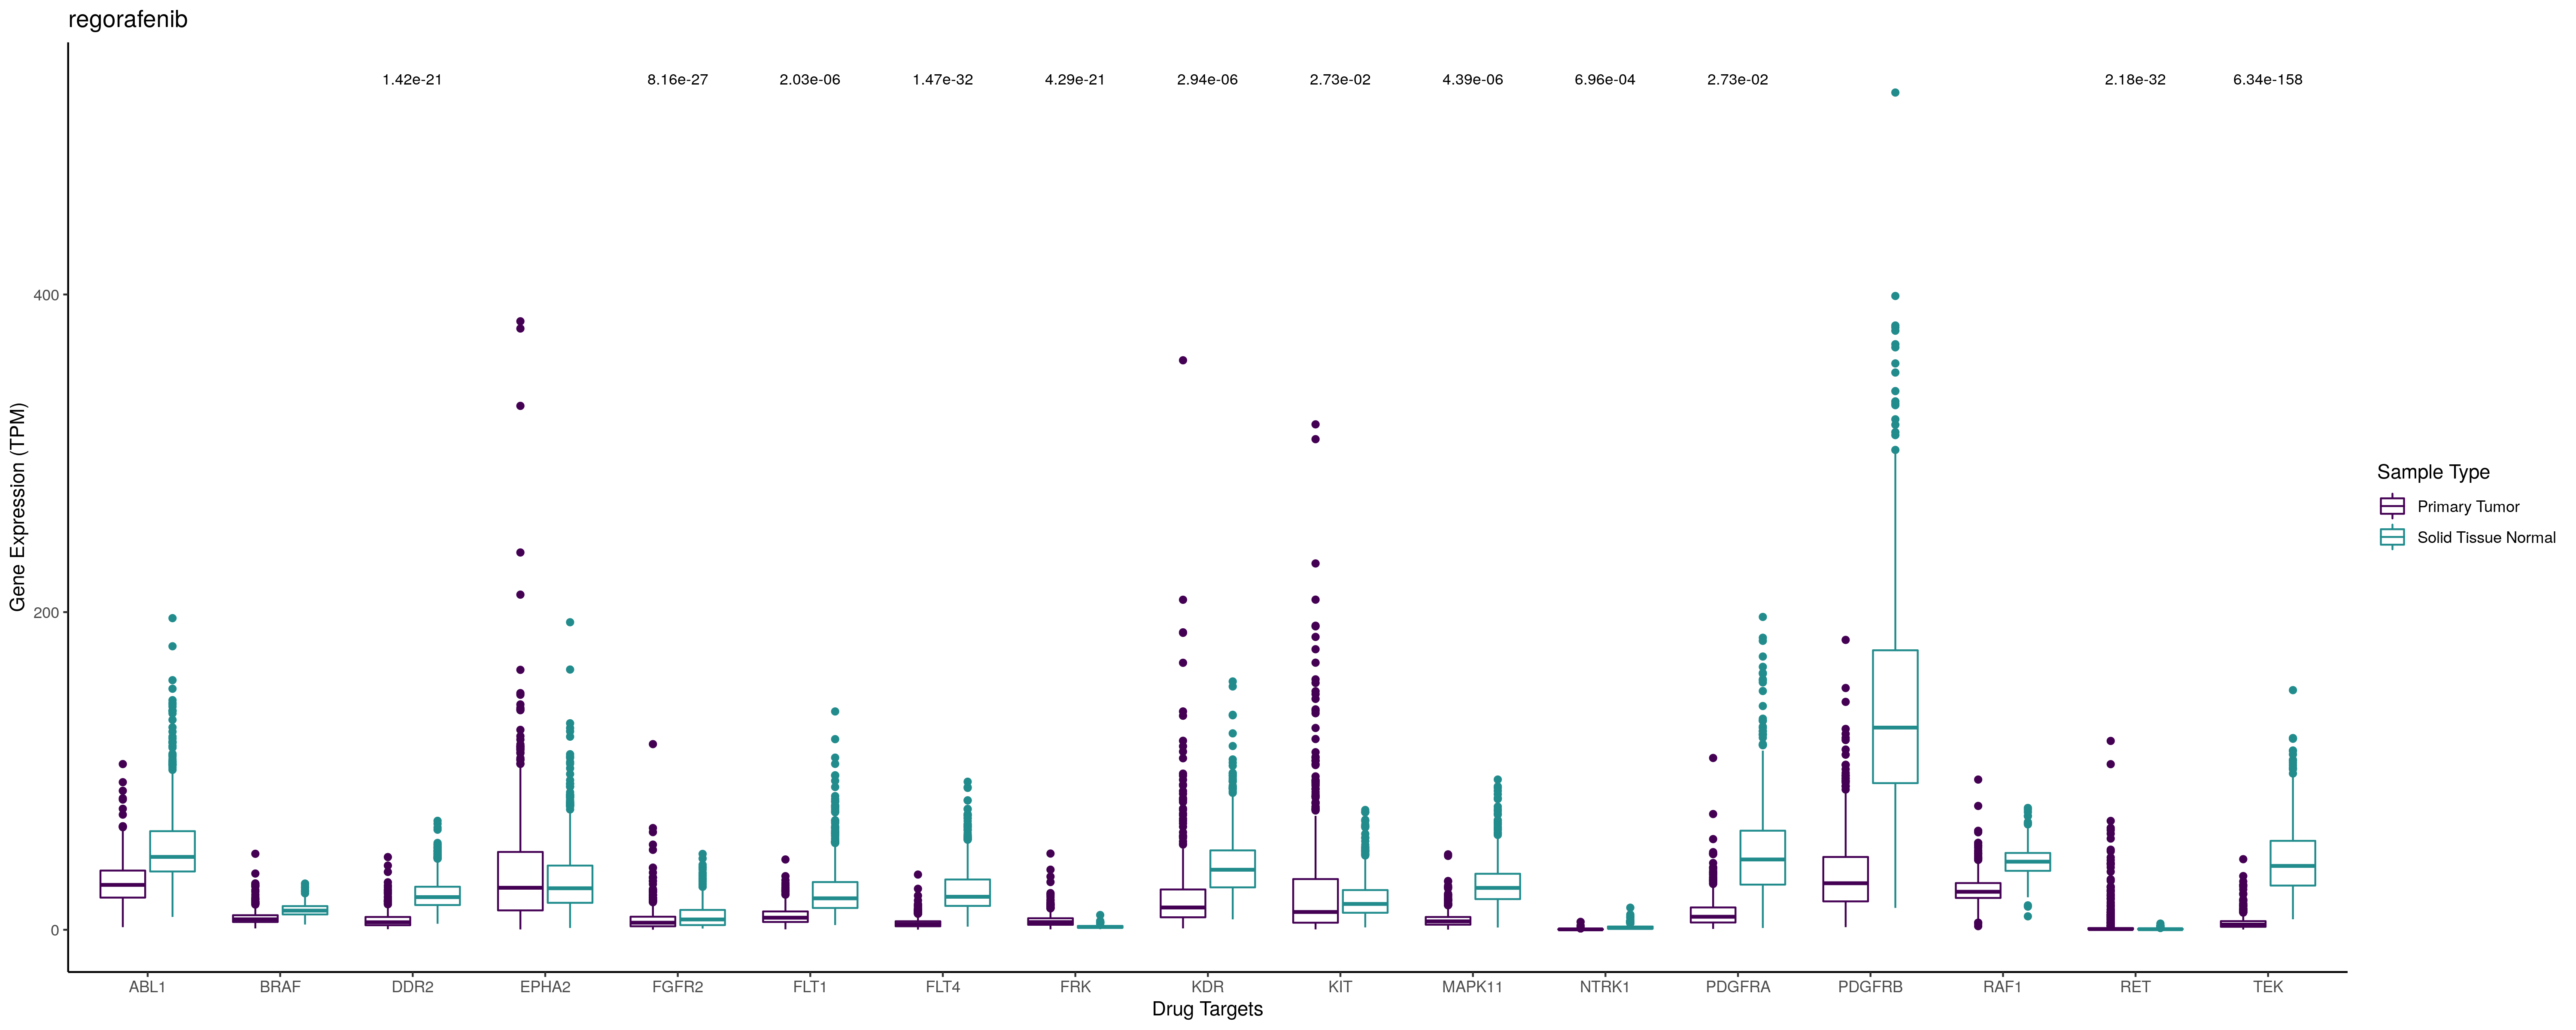 regorafenib
1.42e-21 8.16e-27 2.03e-06 1.47e-32 4.29e-21 2.94e-06 2.73e-02 4.39e-06 6.96e-04 2.73e-02 2.18e-32 6.34e-158
Gene Expression (TPM)
400
200
0
Sample Type
Primary Tumor
Solid Tissue Normal
ABL1 BRAF DDR2 EPHA2 FGFR2 FLT1 FLT4 FRK KDR KIT MAPK11 NTRK1 PDGFRA PDGFRB RAF1 RET TEK
Drug Targets